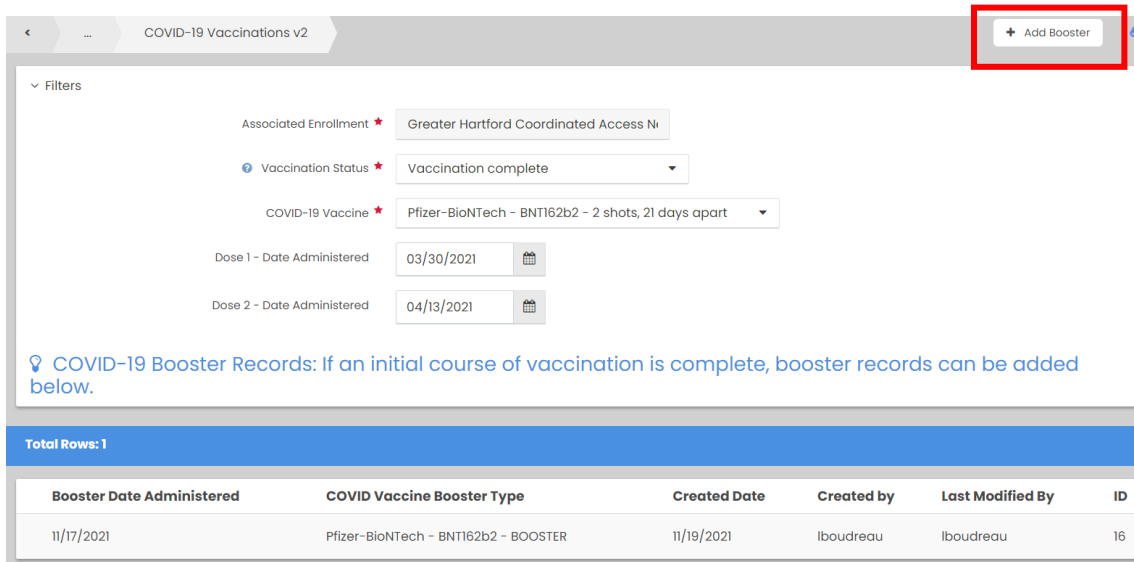 ... COVID-19 Vaccinations v2 + Add Booster
Filters
Associated Enrollment * Greater Hartford Coordinated Access
? Vaccination Status * Vaccination complete
COVID-19 Vaccine * Pfizer-BioNTech - BNT162b2 - 2 shots, 21 days apart
Dose 1 - Date Administered 03/30/2021
Dose 2 - Date Administered 04/13/2021
COVID-19 Booster Records: If an initial course of vaccination is complete, booster records can be added
below.
Total Rows: 1
Booster Date Administered COVID Vaccine Booster Type Created Date Created by Last Modified By ID
11/17/2021 Pfizer-BioNTech - BNT162b2 - BOOSTER 11/19/2021 lboudreau lboudreau 16